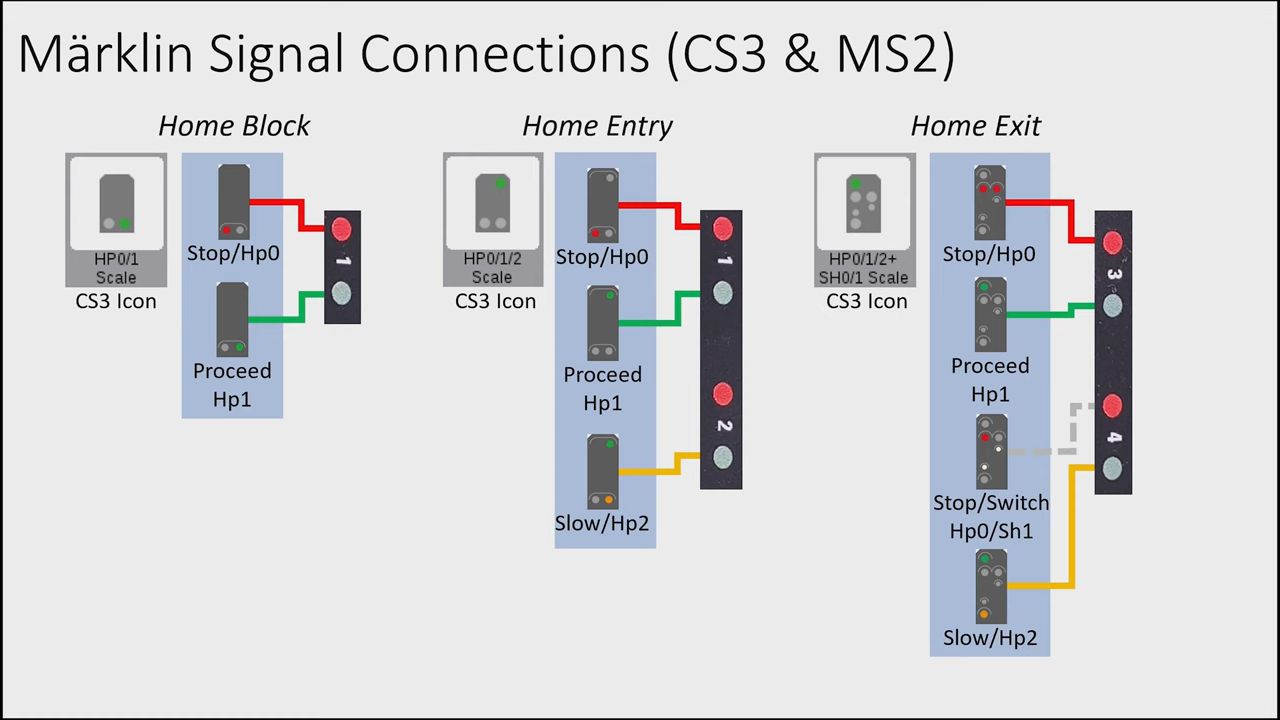 Märklin Signal Connections (CS3 & MS2)
Home Block
HP0/1
Scale
CS3 Icon
Stop/Hp0
Proceed
Hp1
1
Home Entry
HP0/1/2
Scale
CS3 Icon
Stop/Hp0
Proceed
Hp1
Slow/Hp2
1
2
Home Exit
HP0/1/2+
SH0/1 Scale
CS3 Icon
Stop/Hp0
Proceed
Hp1
Stop/Switch
Hp0/Sh1
Slow/Hp2
3
4